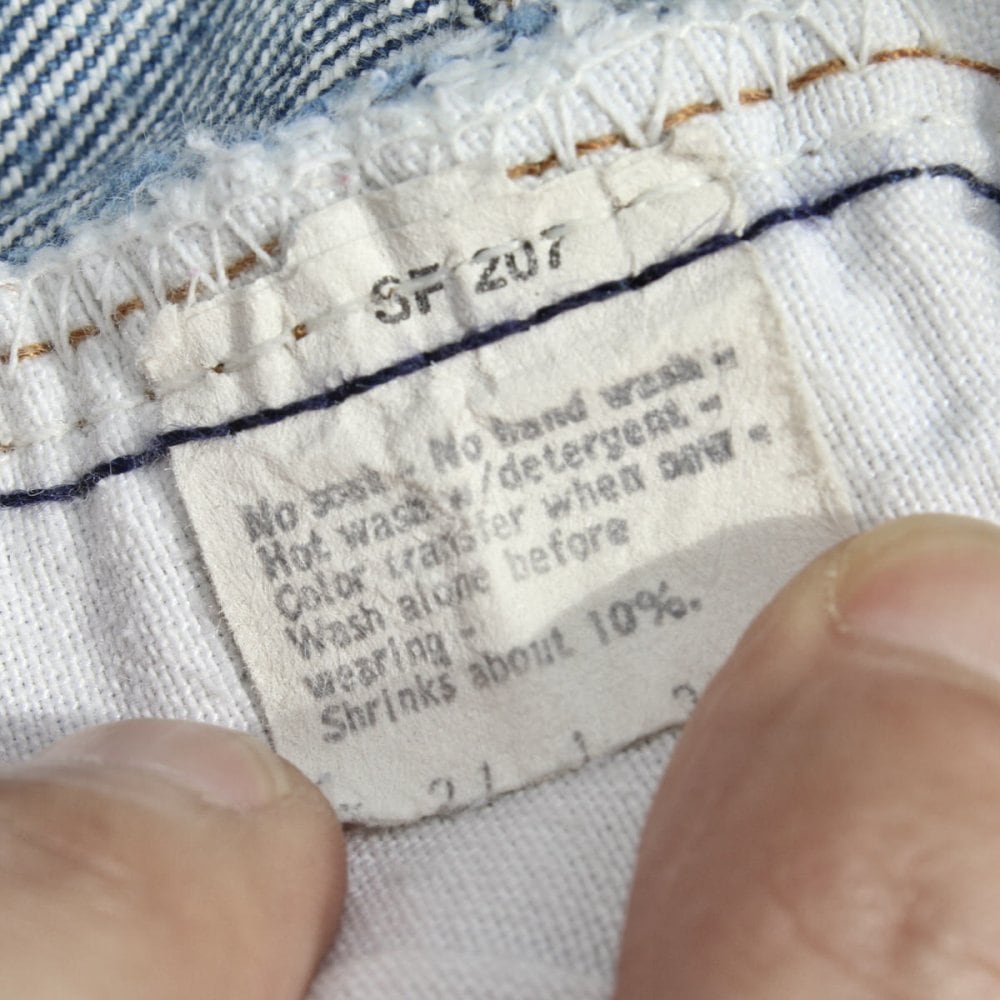 SF 207
No soak - No hand wash -
Hot wash w/detergent -
Color transfer when new -
Wash alone before
wearing -
Shrinks about 10%.